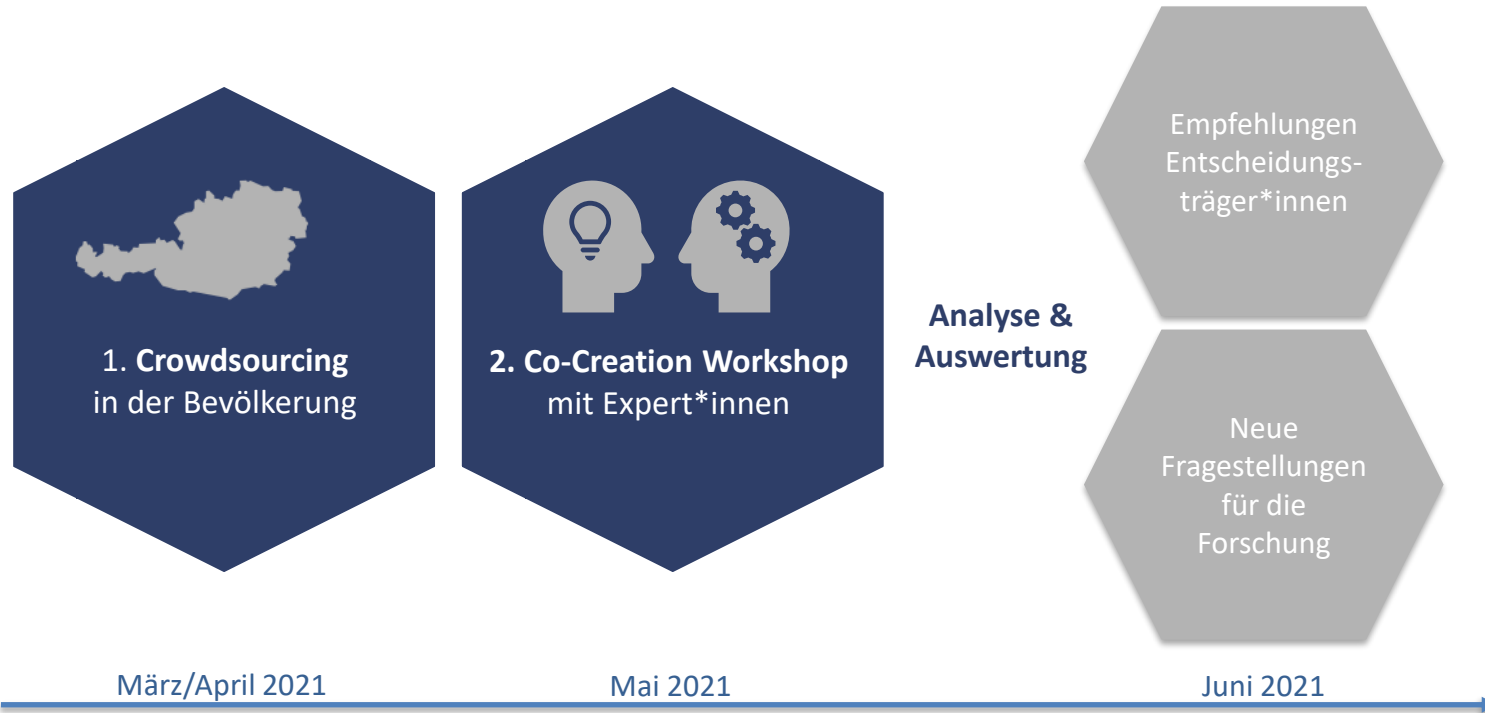 1. Crowdsourcing
in der Bevölkerung
2. Co-Creation Workshop
mit Expert*innen
Analyse &
Auswertung
Empfehlungen
Entscheidungs-
träger*innen
Neue
Fragestellungen
für die
Forschung
März/April 2021
Mai 2021
Juni 2021